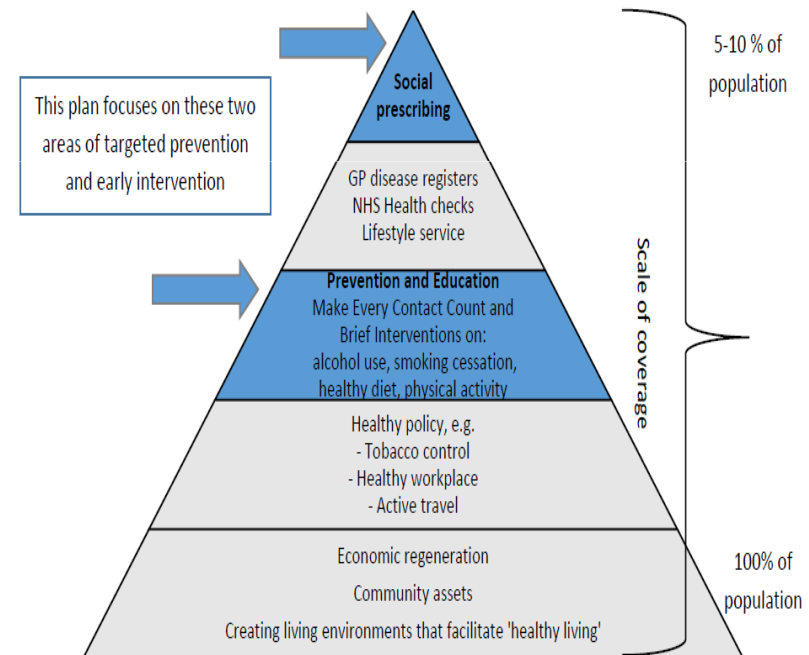 Social
prescribing
5-10 % of
population
This plan focuses on these two
areas of targeted prevention
and early intervention
GP disease registers
NHS Health checks
Lifestyle service
Scale of coverage
Prevention and Education
Make Every Contact Count and
Brief Interventions on:
alcohol use, smoking cessation,
healthy diet, physical activity
Healthy policy, e.g.
- Tobacco control
- Healthy workplace
- Active travel
Economic regeneration
Community assets
Creating living environments that facilitate 'healthy living'
100% of
population